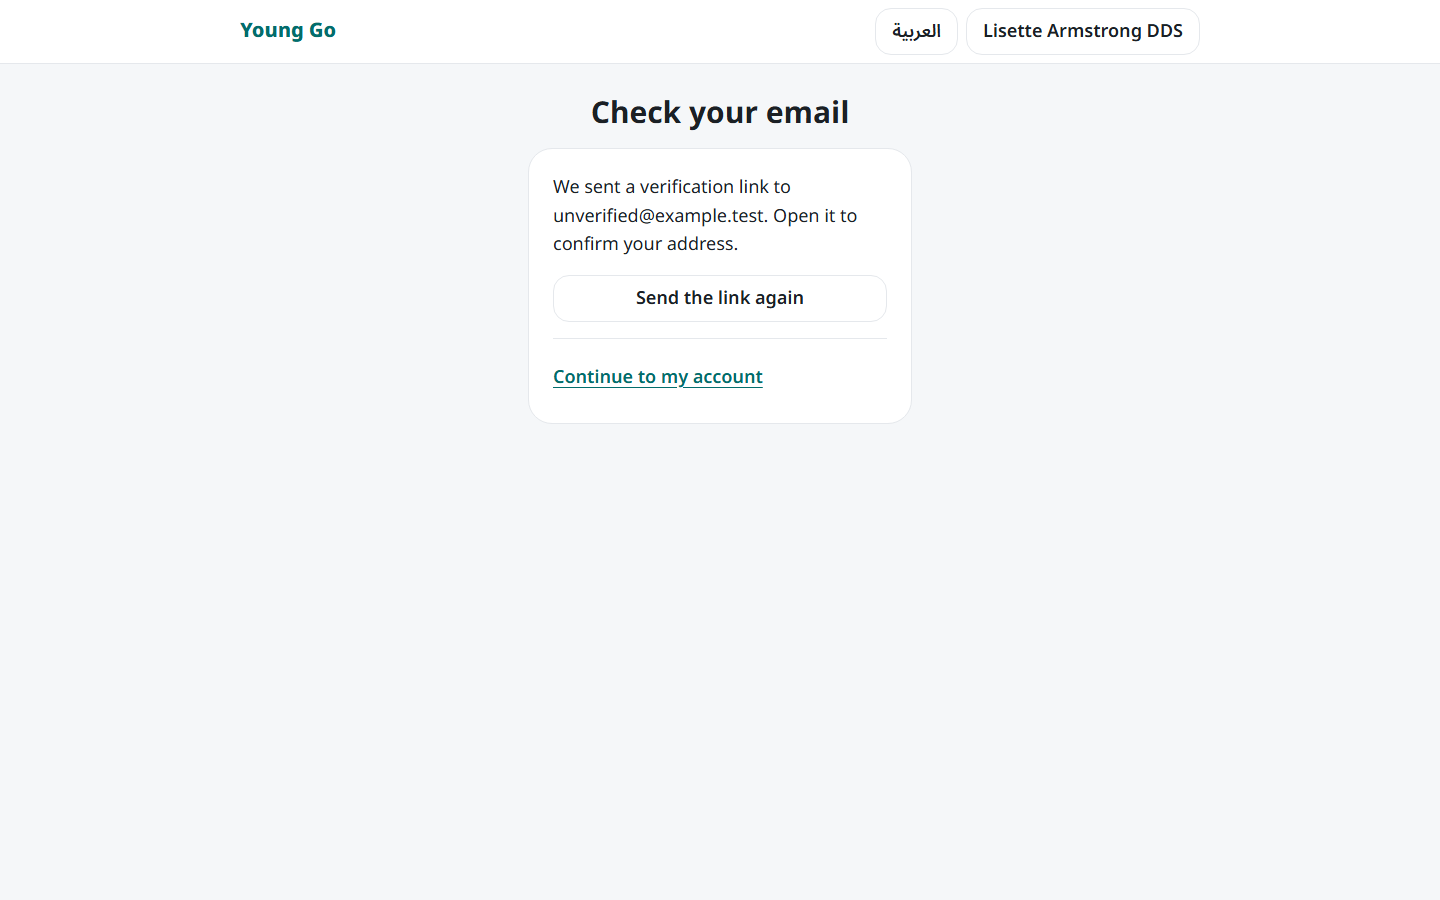 Young Go
العربية
Lisette Armstrong DDS
Check your email
We sent a verification link to
unverified@example.test. Open it to
confirm your address.
Send the link again
Continue to my account